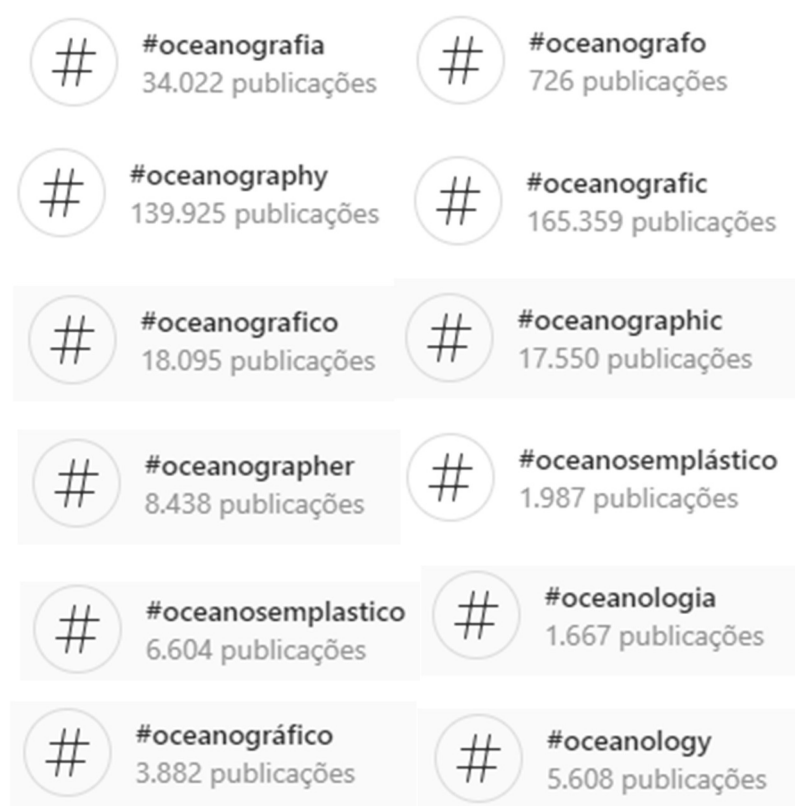 #oceanografia
34.022 publicações
#oceanografo
726 publicações
#oceanography
139.925 publicações
#oceanografic
165.359 publicações
#oceanografico
18.095 publicações
#oceanographic
17.550 publicações
#oceanographer
8.438 publicações
#oceanosemplástico
1.987 publicações
#oceanosemplastico
6.604 publicações
#oceanologia
1.667 publicações
#oceanográfico
3.882 publicações
#oceanology
5.608 publicações